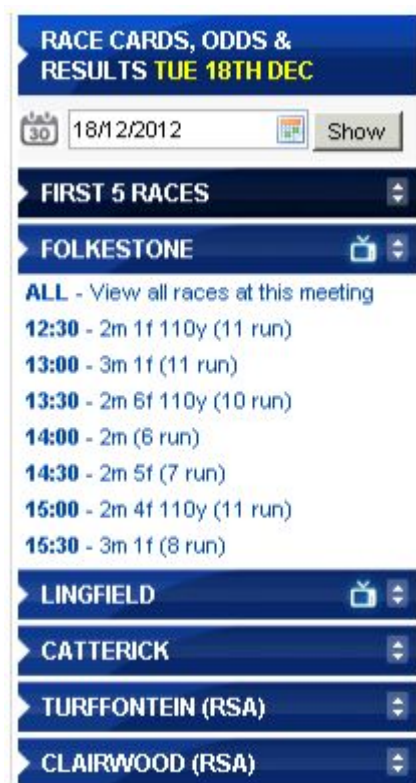 RACE CARDS, ODDS &
RESULTS TUE 18TH DEC
30 18/12/2012 Show
FIRST 5 RACES
FOLKESTONE
ALL - View all races at this meeting
12:30 - 2m 1f 110y (11 run)
13:00 - 3m 1f (11 run)
13:30 - 2m 6f 110y (10 run)
14:00 - 2m (6 run)
14:30 - 2m 5f (7 run)
15:00 - 2m 4f 110y (11 run)
15:30 - 3m 1f (8 run)
LINGFIELD
CATTERICK
TURFFONTEIN (RSA)
CLAIRWOOD (RSA)